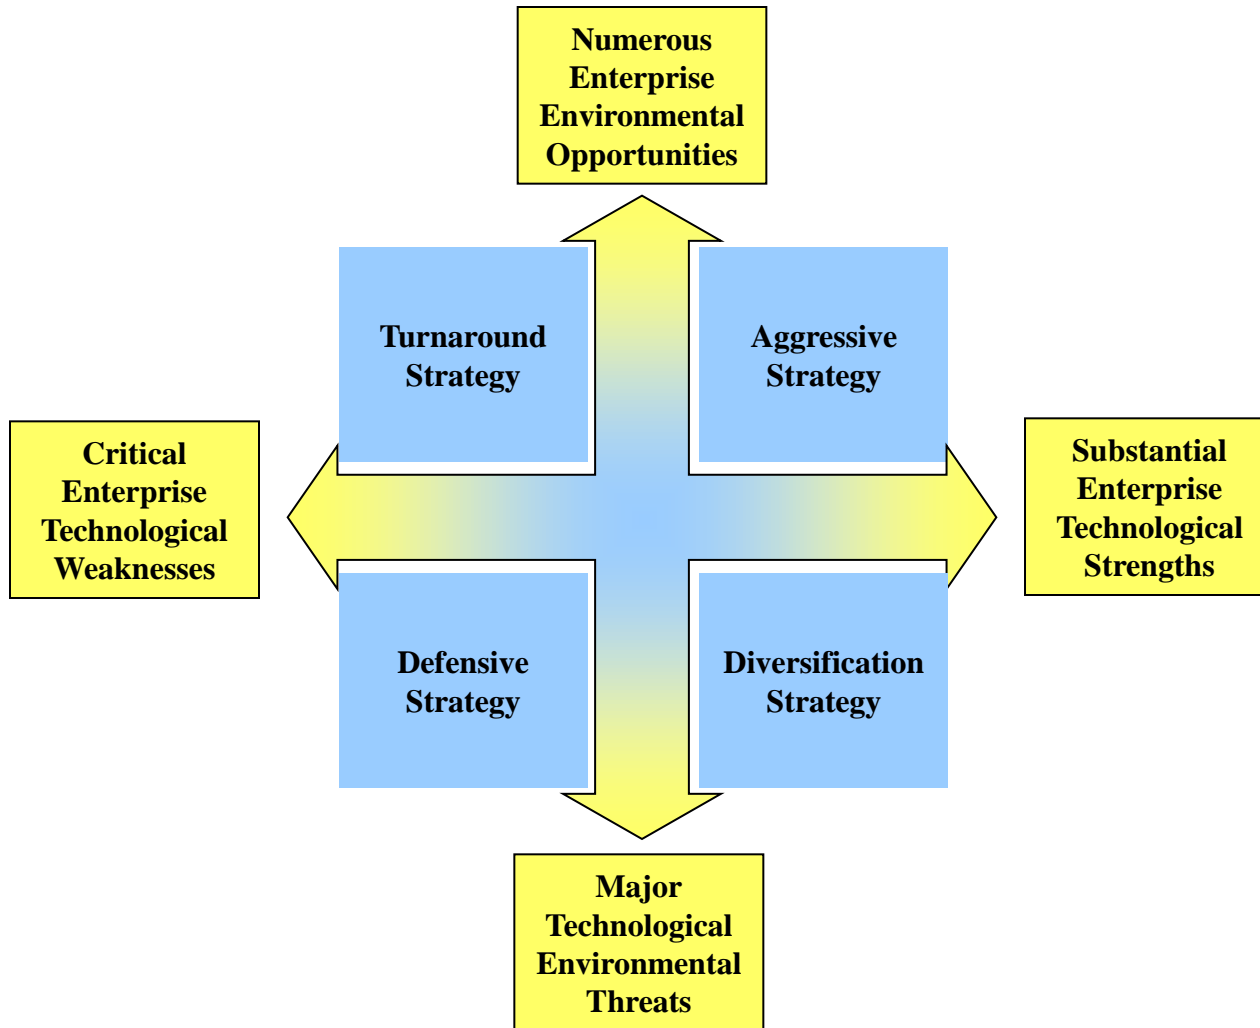 Numerous
Enterprise
Environmental
Opportunities
Turnaround
Strategy
Aggressive
Strategy
Critical
Enterprise
Technological
Weaknesses
Substantial
Enterprise
Technological
Strengths
Defensive
Strategy
Diversification
Strategy
Major
Technological
Environmental
Threats